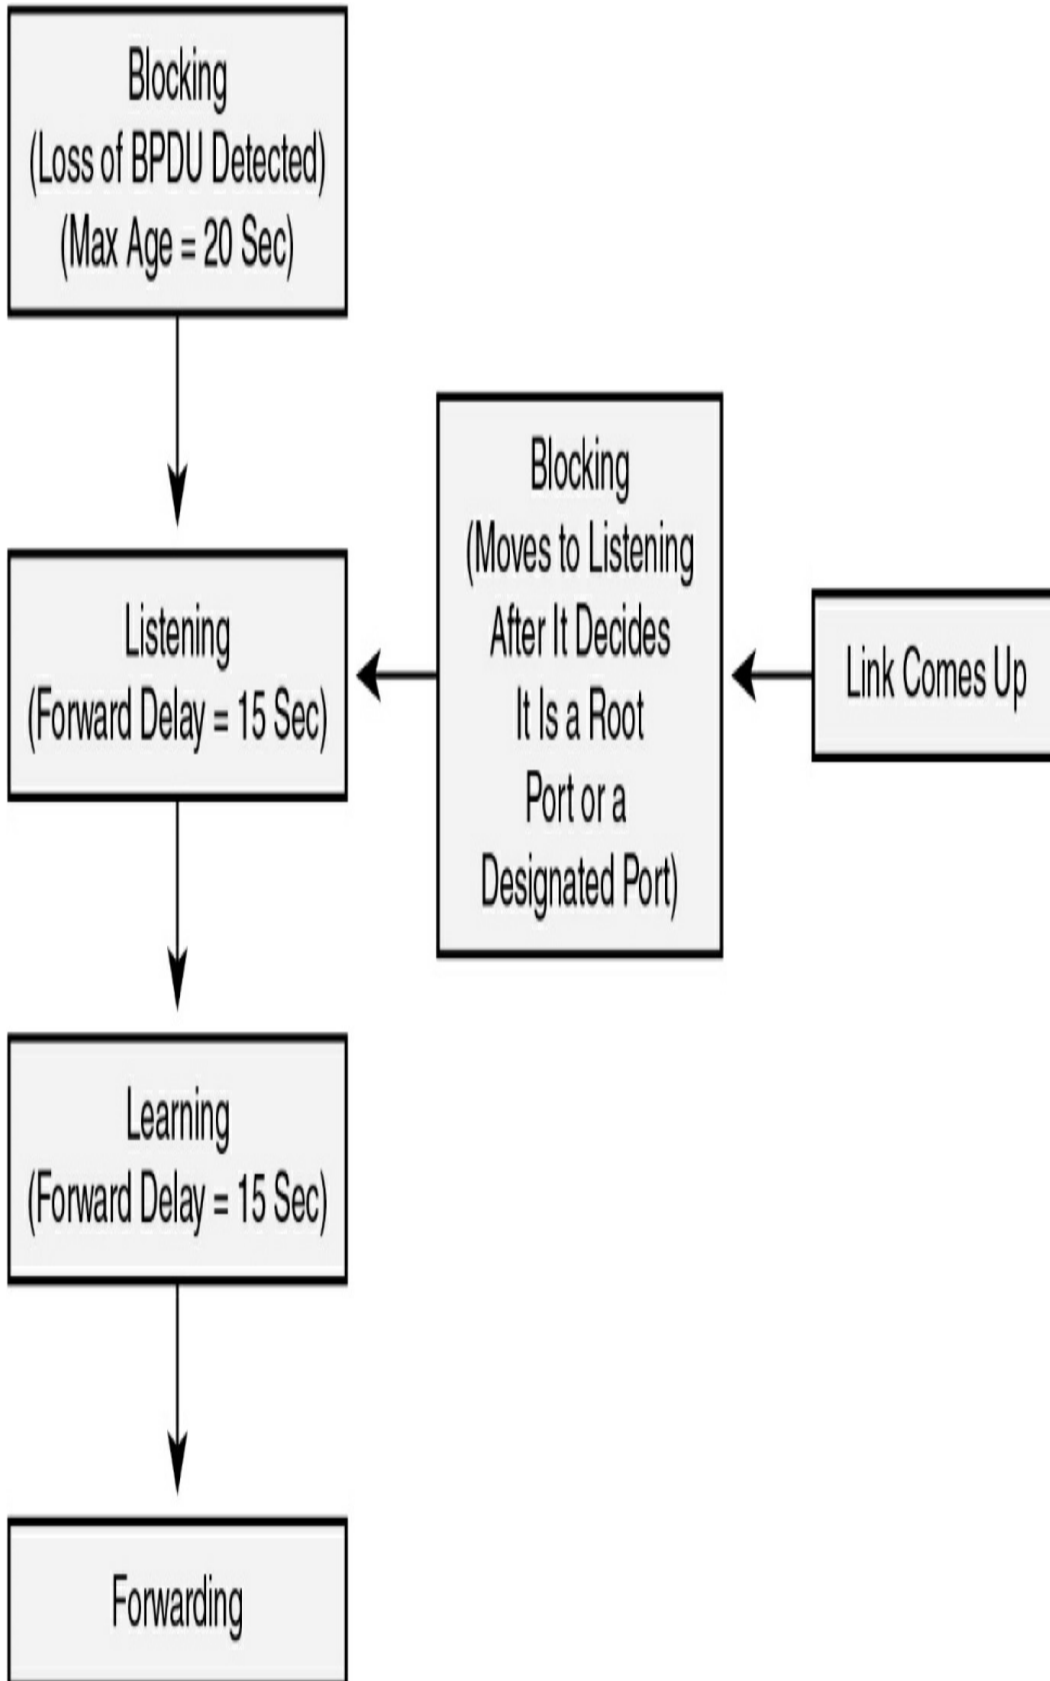 Blocking
(Loss of BPDU Detected)
(Max Age = 20 Sec)
Blocking
(Moves to Listening
After It Decides
It Is a Root
Port or a
Designated Port)
Link Comes Up
Listening
(Forward Delay = 15 Sec)
Learning
(Forward Delay = 15 Sec)
Forwarding